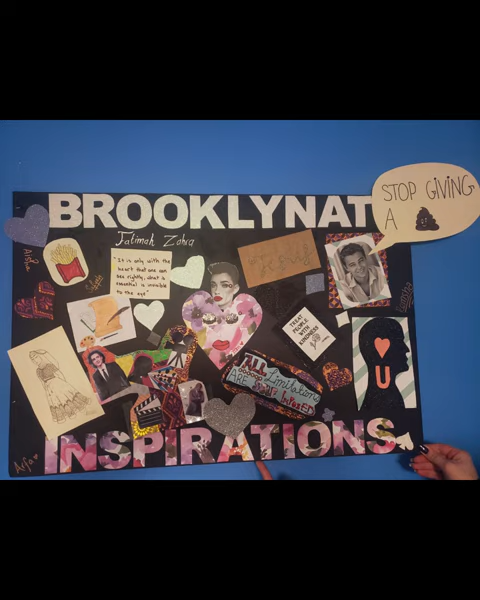 BROOKLYNAT
STOP GIVING
A
Fatimah Zahra
"It is only with the
heart that one can
see rightly, what is
essential is invisible
to the eye"
TREAT
PEOPLE
WITH
KINDNESS
ALL
Limitations
ARE SELF
IMPOSED
U
INSPIRATIONS